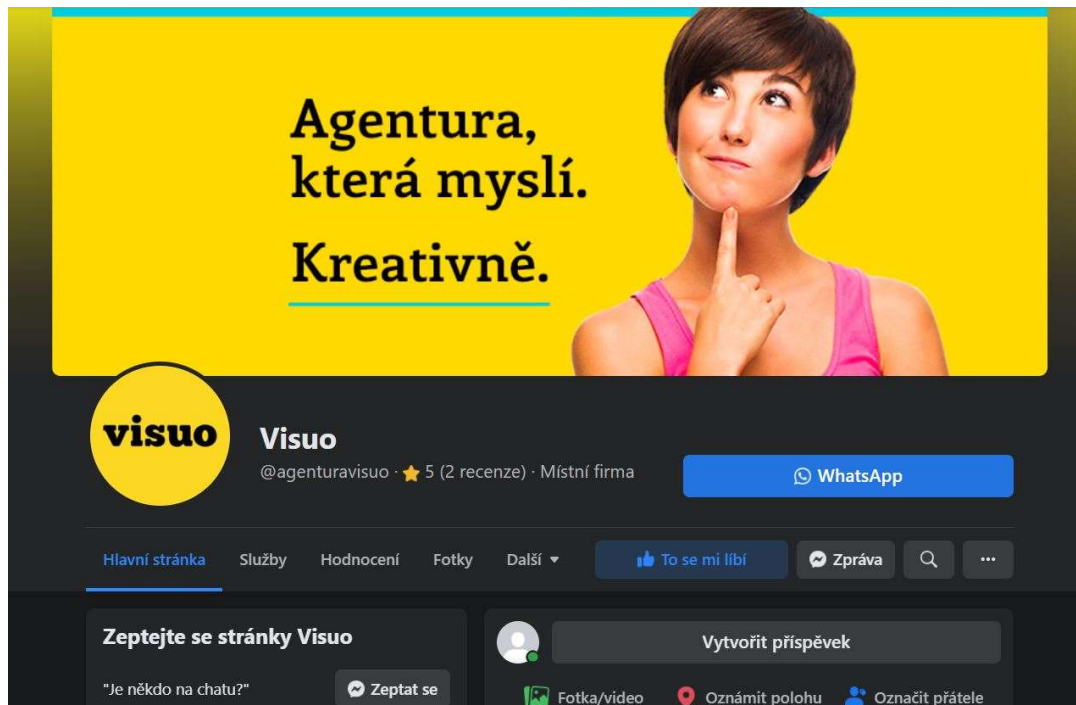 Agentura,
která myslí.
Kreativně.
visuo
Visuo
@agenturavisuo · 5 (2 recenze) · Místní firma
WhatsApp
Hlavní stránka Služby Hodnocení Fotky Další To se mi líbí Zpráva
Zeptejte se stránky Visuo
"Je někdo na chatu?" Zeptat se
Vytvořit příspěvek
Fotka/video Oznámit polohu Označit přátele